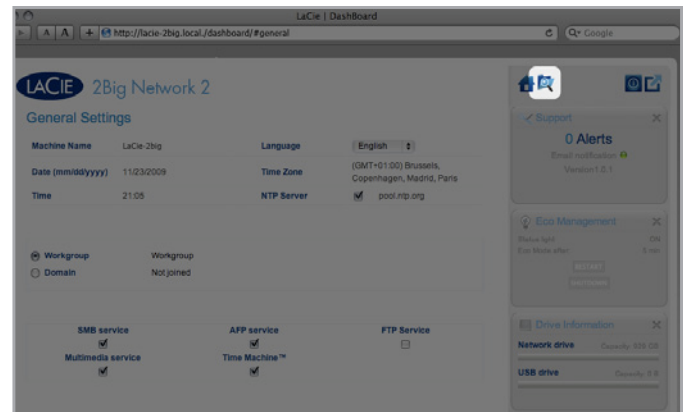 LaCie | DashBoard
A A + http://lacie-2big.local./dashboard/#general Google
LACIE 2Big Network 2
General Settings
Machine Name LaCie-2big Language English
Date (mm/dd/yyyy) 11/23/2009 Time Zone (GMT+01:00) Brussels, Copenhagen, Madrid, Paris
Time 21:05 NTP Server pool.ntp.org
Workgroup Workgroup
Domain Not joined
SMB service AFP service FTP Service
Multimedia service Time Machine™
Support
0 Alerts
Email notification
Version1.0.1
Eco Management
Status light ON
Eco Mode after 5 min
RESTART
SHUTDOWN
Drive Information
Network drive Capacity
USB drive Capacity